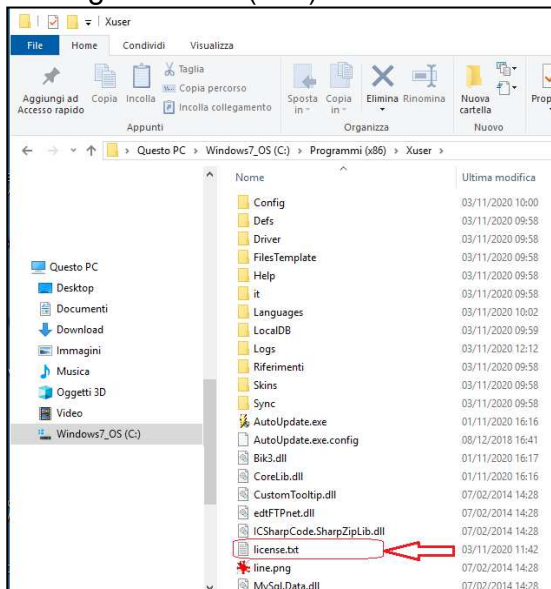 Xuser
File Home Condividi Visualizza
Aggiungi ad Accesso rapido
Copia
Incolla
Taglia
Copia percorso
Incolla collegamento
Appunti
Sposta in
Copia in
Elimina
Rinomina
Organizza
Nuova cartella
Nuovo
Questo PC > Windows7_OS (C:) > Programmi (x86) > Xuser >
Nome Ultima modifica
Config 03/11/2020 10:00
Defs 03/11/2020 09:58
Driver 03/11/2020 09:58
FilesTemplate 03/11/2020 09:58
Help 03/11/2020 09:58
it 03/11/2020 09:58
Languages 03/11/2020 10:02
LocalDB 03/11/2020 09:59
Logs 03/11/2020 12:12
Riferimenti 03/11/2020 09:58
Skins 03/11/2020 09:58
Sync 03/11/2020 09:58
AutoUpdate.exe 01/11/2020 16:16
AutoUpdate.exe.config 08/12/2018 16:41
Bik3.dll 01/11/2020 16:17
CoreLib.dll 01/11/2020 16:16
CustomTooltip.dll 07/02/2014 14:28
edtFTPnet.dll 07/02/2014 14:28
ICSharpCode.SharpZipLib.dll 07/02/2014 14:28
license.txt 03/11/2020 11:42
line.png 07/02/2014 14:28
MySql.Data.dll 07/02/2014 14:28
Questo PC
Desktop
Documenti
Download
Immagini
Musica
Oggetti 3D
Video
Windows7_OS (C:)